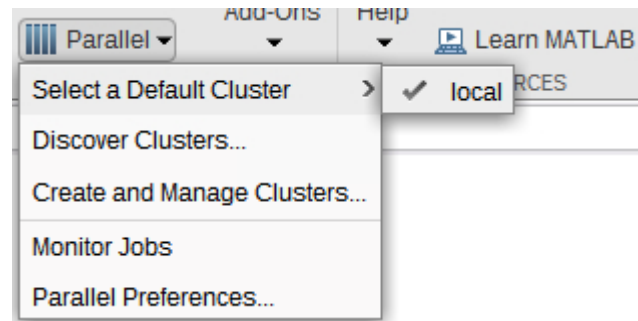 Add-Ons
Help
Parallel
Learn MATLAB
Select a Default Cluster
local
RCES
Discover Clusters...
Create and Manage Clusters...
Monitor Jobs
Parallel Preferences...